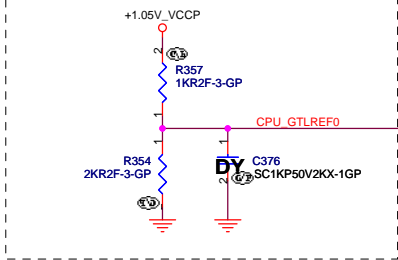 +1.05V_VCCP
2
R357
1KR2F-3-GP
1
CPU_GTLREF0
1
1
R354
2KR2F-3-GP
DY
C376
SC1KP50V2KX-1GP
2